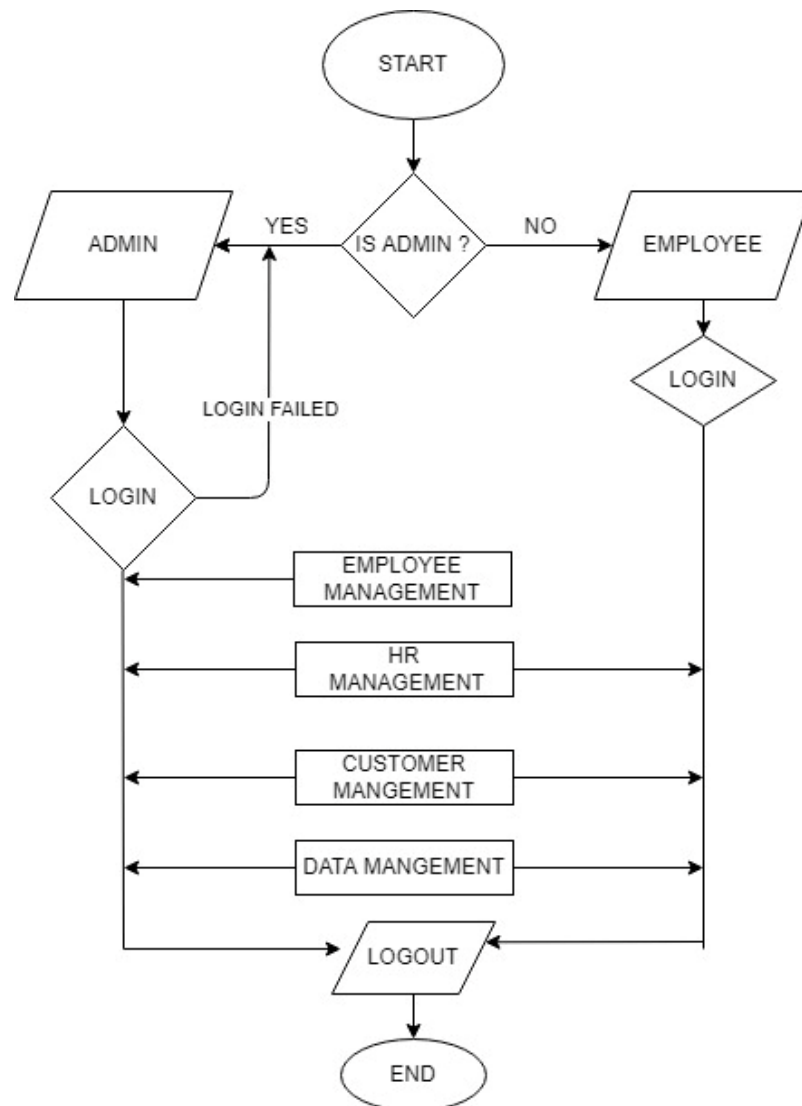 START
YES
NO
ADMIN
IS ADMIN ?
EMPLOYEE
LOGIN
LOGIN FAILED
LOGIN
EMPLOYEE
MANAGEMENT
HR
MANAGEMENT
CUSTOMER
MANGEMENT
DATA MANGEMENT
LOGOUT
END